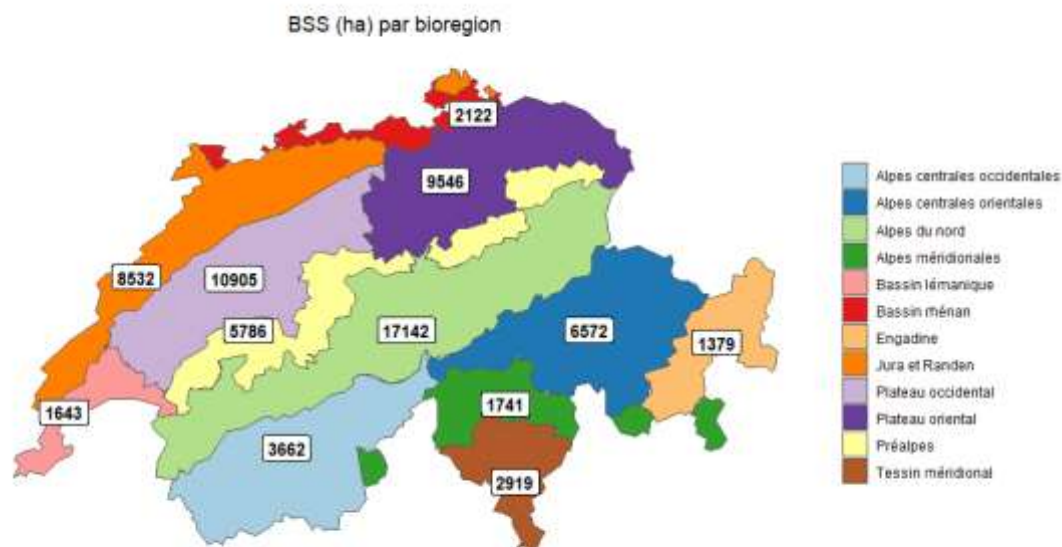 BSS (ha) par bioregion
2122
9546
8532
10905
5786
17142
6572
1379
1643
1741
3662
2919
Alpes centrales occidentales
Alpes centrales orientales
Alpes du nord
Alpes méridionales
Bassin lémanique
Bassin rhénan
Engadine
Jura et Randen
Plateau occidental
Plateau oriental
Préalpes
Tessin méridional